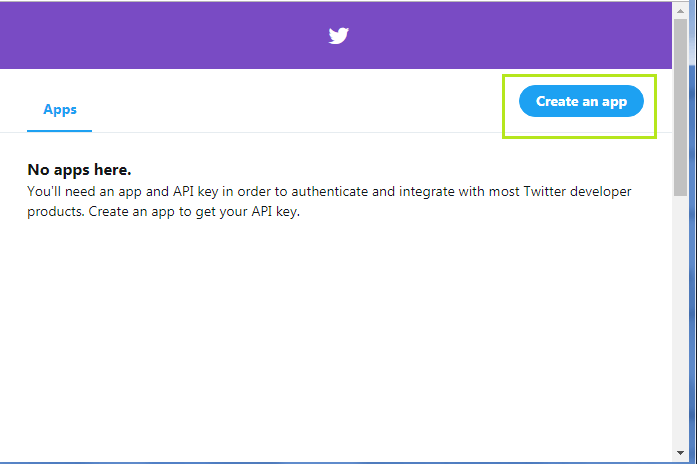 Apps
Create an app
No apps here.
You'll need an app and API key in order to authenticate and integrate with most Twitter developer
products. Create an app to get your API key.